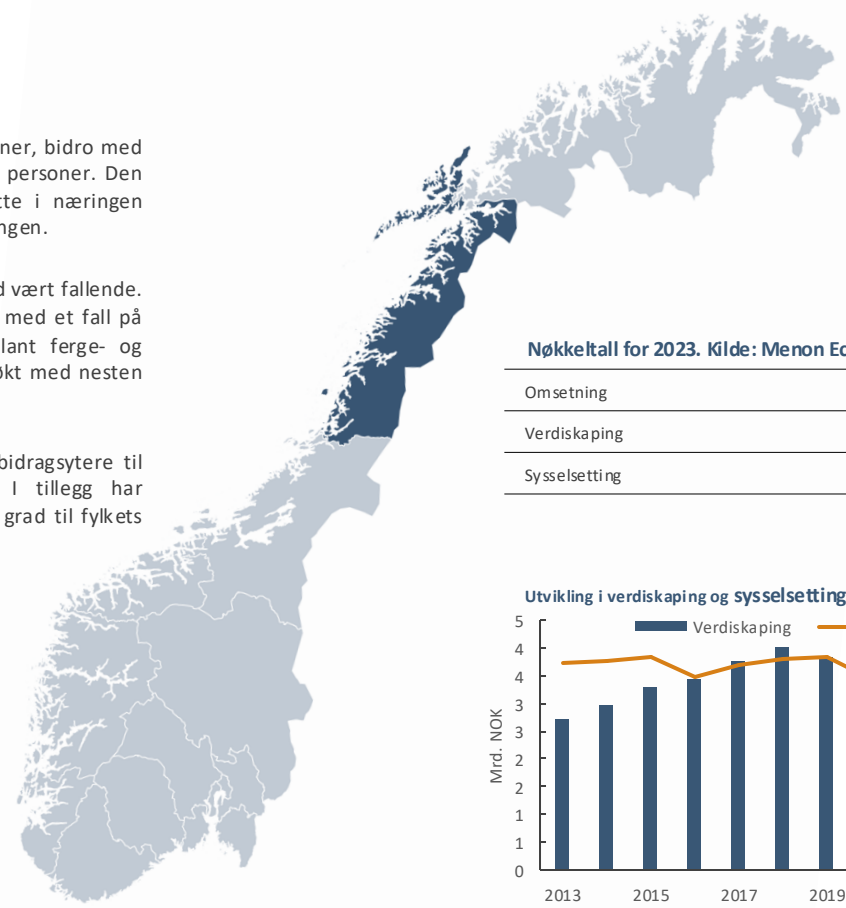 ner, bidro med
personer. Den
tte i næringen
ngen.
d vært fallende.
med et fall på
lant ferge- og
økt med nesten
bidragsytere til
I tillegg har
grad til fylkets
Nøkkeltall for 2023. Kilde: Menon Ec
Omsetning
Verdiskaping
Sysselsetting
Utvikling i verdiskaping og sysselsetting
Verdiskaping
Mrd. NOK
5
4
4
3
3
2
2
1
1
0
2013 2015 2017 2019